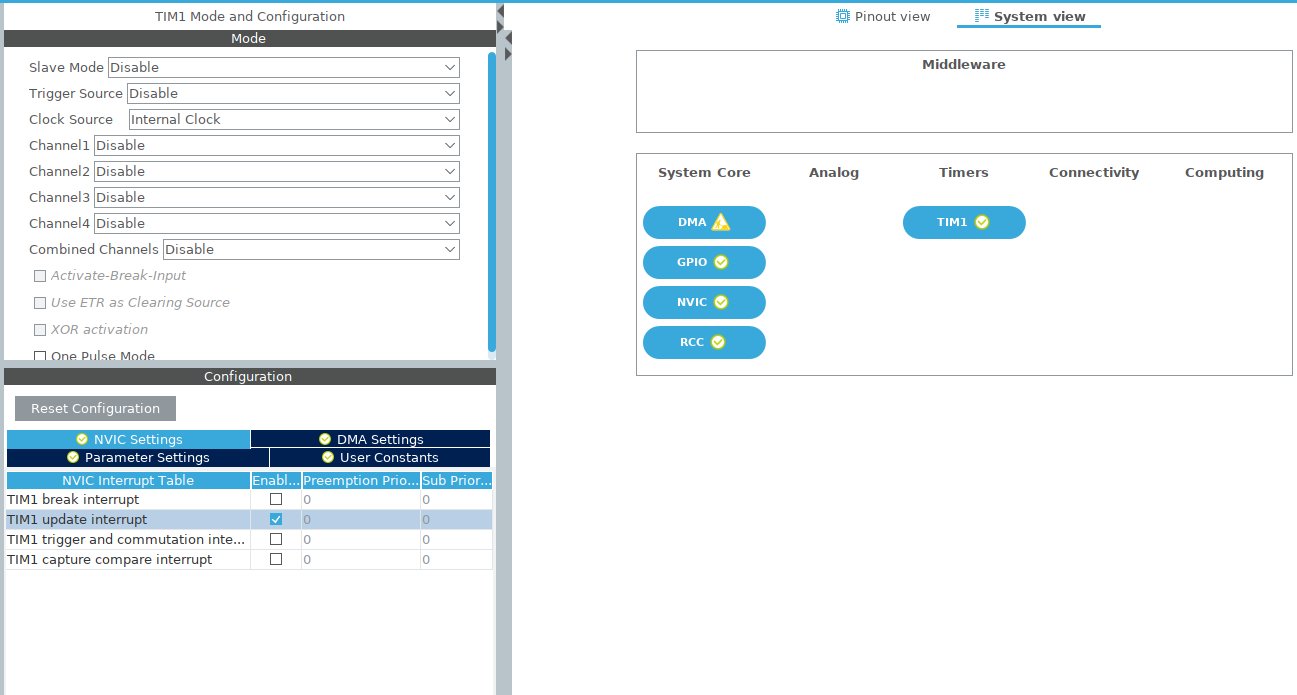 TIM1 Mode and Configuration
Mode
Slave Mode Disable
Trigger Source Disable
Clock Source Internal Clock
Channel1 Disable
Channel2 Disable
Channel3 Disable
Channel4 Disable
Combined Channels Disable
Activate-Break-Input
Use ETR as Clearing Source
XOR activation
One Pulse Mode
Configuration
Reset Configuration
NVIC Settings DMA Settings
Parameter Settings User Constants
NVIC Interrupt Table Enabl... Preemption Prio... Sub Prior...
TIM1 break interrupt 0 0
TIM1 update interrupt 0 0
TIM1 trigger and commutation inte... 0 0
TIM1 capture compare interrupt 0 0
Pinout view System view
Middleware
System Core Analog Timers Connectivity Computing
DMA TIM1
GPIO
NVIC
RCC